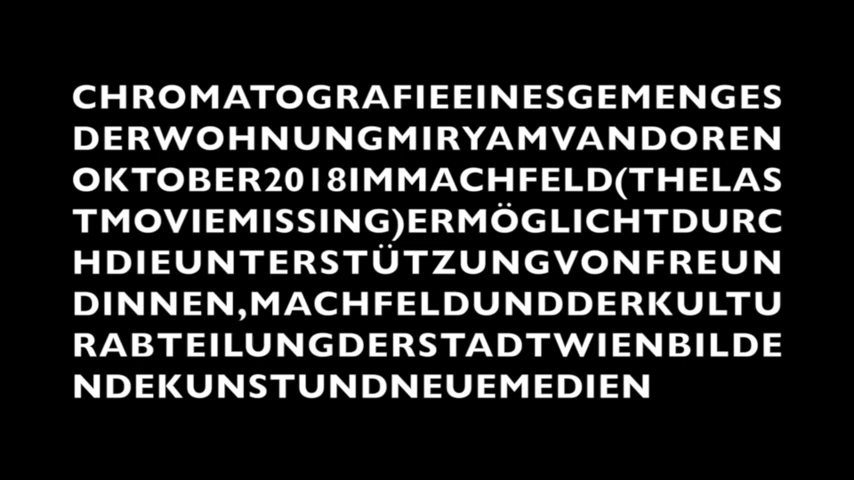 CHROMATOGRAFIEEINESGEMENGES
DERWOHNUNGMIRYAMVANDOREN
OKTOBER2018IMMACHFELD(THELAS
TMOVIEMISSING)ERMÖGLICHTDURC
HDIEUNTERSTÜTZUNGVONFREUN
DINNEN,MACHFELDUNDDERKULTU
RABTEILUNGDERSTADTWIENBILDE
NDEKUNSTUNDNEUEMEDIEN